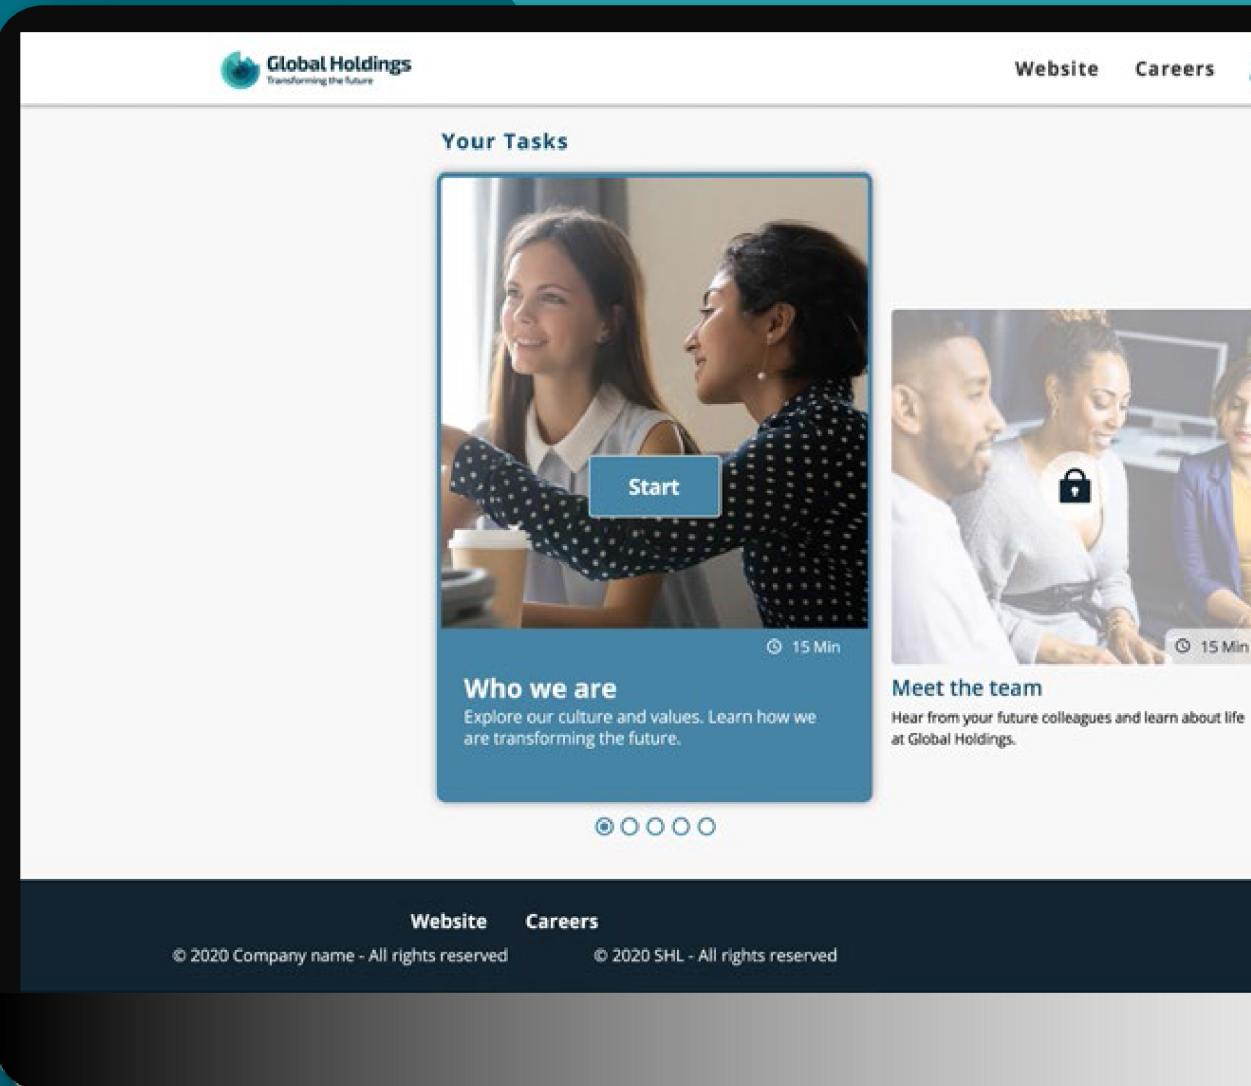 Global Holdings
Transforming the future
Website Careers
Your Tasks
Start
15 Min
Who we are
Explore our culture and values. Learn how we
are transforming the future.
15 Min
Meet the team
Hear from your future colleagues and learn about life
at Global Holdings.
Website Careers
© 2020 Company name - All rights reserved © 2020 SHL - All rights reserved